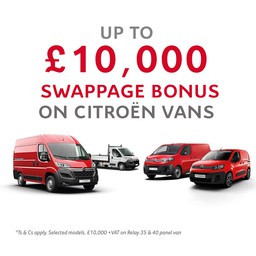 UP TO
£10,000
SWAPPAGE BONUS
ON CITROËN VANS
*Ts & Cs apply. Selected models. £10,000 +VAT on Relay 35 & 40 panel van